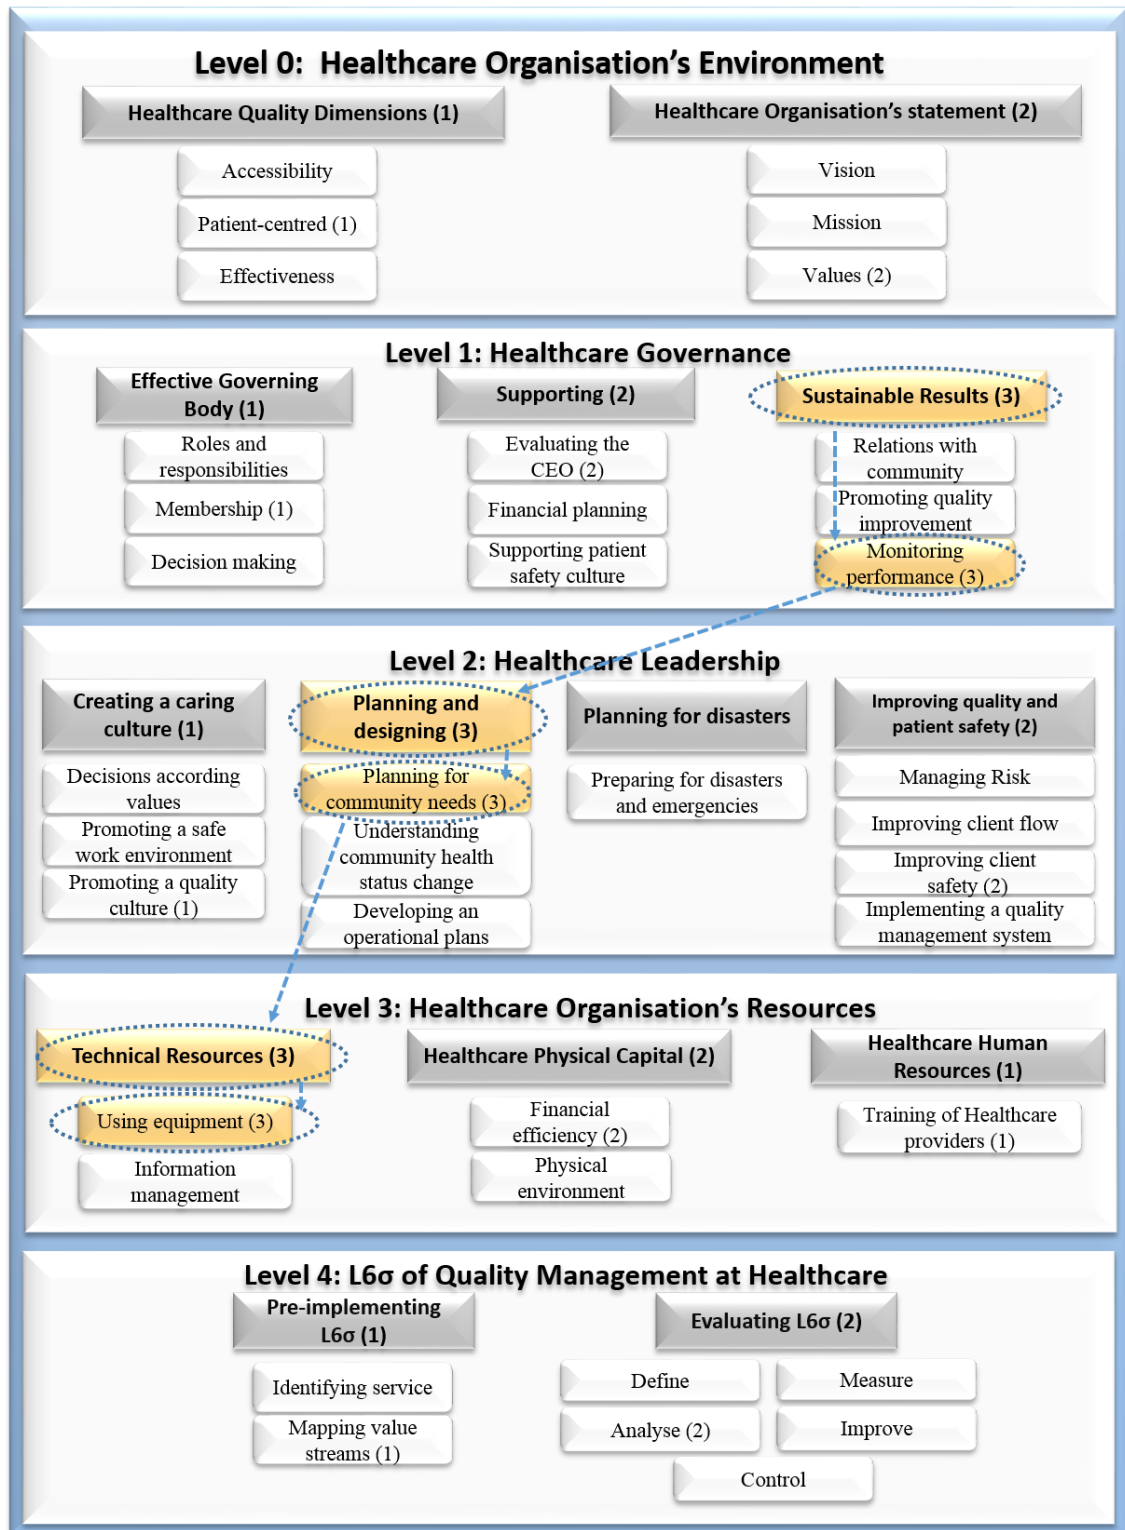 Level 0:  Healthcare Organisation's Environment
Healthcare Quality Dimensions (1)
Accessibility
Patient-centred (1)
Effectiveness
Healthcare Organisation's statement (2)
Vision
Mission
Values (2)
Level 1: Healthcare Governance
Effective Governing
Body (1)
Roles and
responsibilities
Membership (1)
Decision making
Supporting (2)
Evaluating the
CEO (2)
Financial planning
Supporting patient
safety culture
Sustainable Results (3)
Relations with
community
Promoting quality
improvement
Monitoring
performance (3)
Level 2: Healthcare Leadership
Creating a caring
culture (1)
Decisions according
values
Promoting a safe
work environment
Promoting a quality
culture (1)
Planning and
designing (3)
Planning for
community needs (3)
Understanding
community health
status change
Developing an
operational plans
Planning for disasters
Preparing for disasters
and emergencies
Improving quality and
patient safety (2)
Managing Risk
Improving client flow
Improving client
safety (2)
Implementing a quality
management system
Level 3: Healthcare Organisation's Resources
Technical Resources (3)
Using equipment (3)
Information
management
Healthcare Physical Capital (2)
Financial
efficiency (2)
Physical
environment
Healthcare Human
Resources (1)
Training of Healthcare
providers (1)
Level 4: L6σ of Quality Management at Healthcare
Pre-implementing
L6σ (1)
Identifying service
Mapping value
streams (1)
Evaluating L6σ (2)
Define
Measure
Analyse (2)
Improve
Control